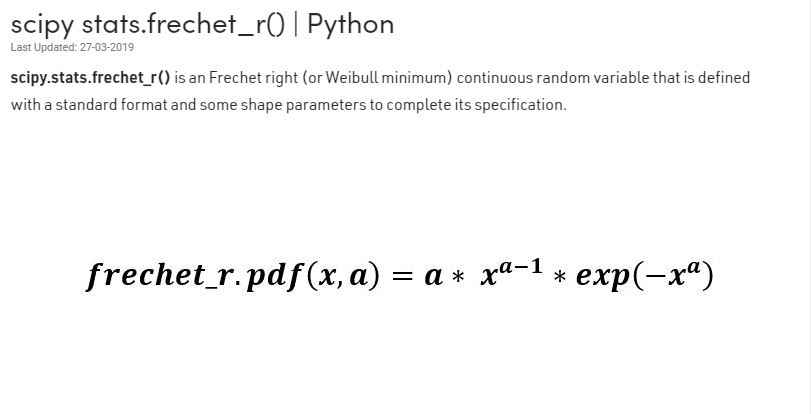 scipy stats.frechet_r() | Python
Last Updated: 27-03-2019
scipy.stats.frechet_r() is an Frechet right (or Weibull minimum) continuous random variable that is defined
with a standard format and some shape parameters to complete its specification.
frechet_r.pdf(x, a) = a * x^{a-1} * exp(-x^{a})